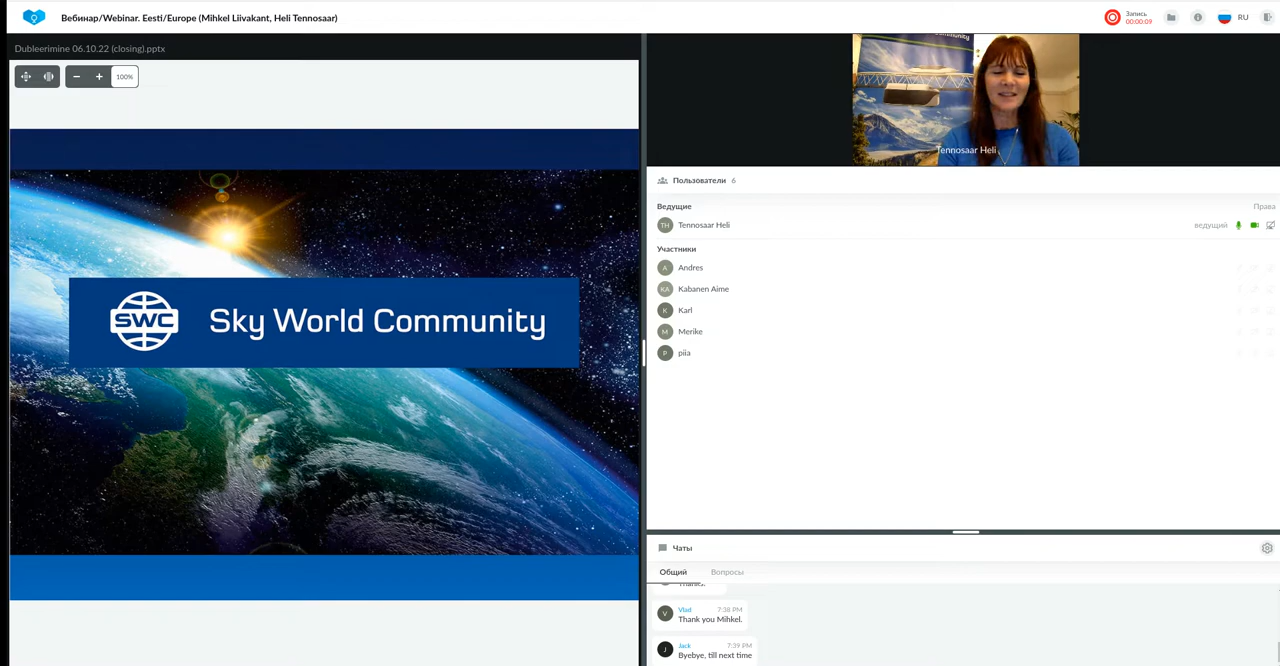 Вебинар/Webinar. Eesti/Europe (Mihkel Liivakant, Heli Tennosaar)
Запись
00:00:09
RU
Dubleerimine 06.10.22 (closing).pptx
100%
SWC Sky World Community
community
Tennosaar Heli
Пользователи 6
Ведущие
Права
TH Tennosaar Heli
ведущий
Участники
A Andres
KA Kabanen Aime
K Karl
M Merike
P piia
Чаты
Общий Вопросы
Thanks.
V Vlad 7:38 PM
Thank you Mihkel.
J Jack 7:39 PM
Byebye, till next time